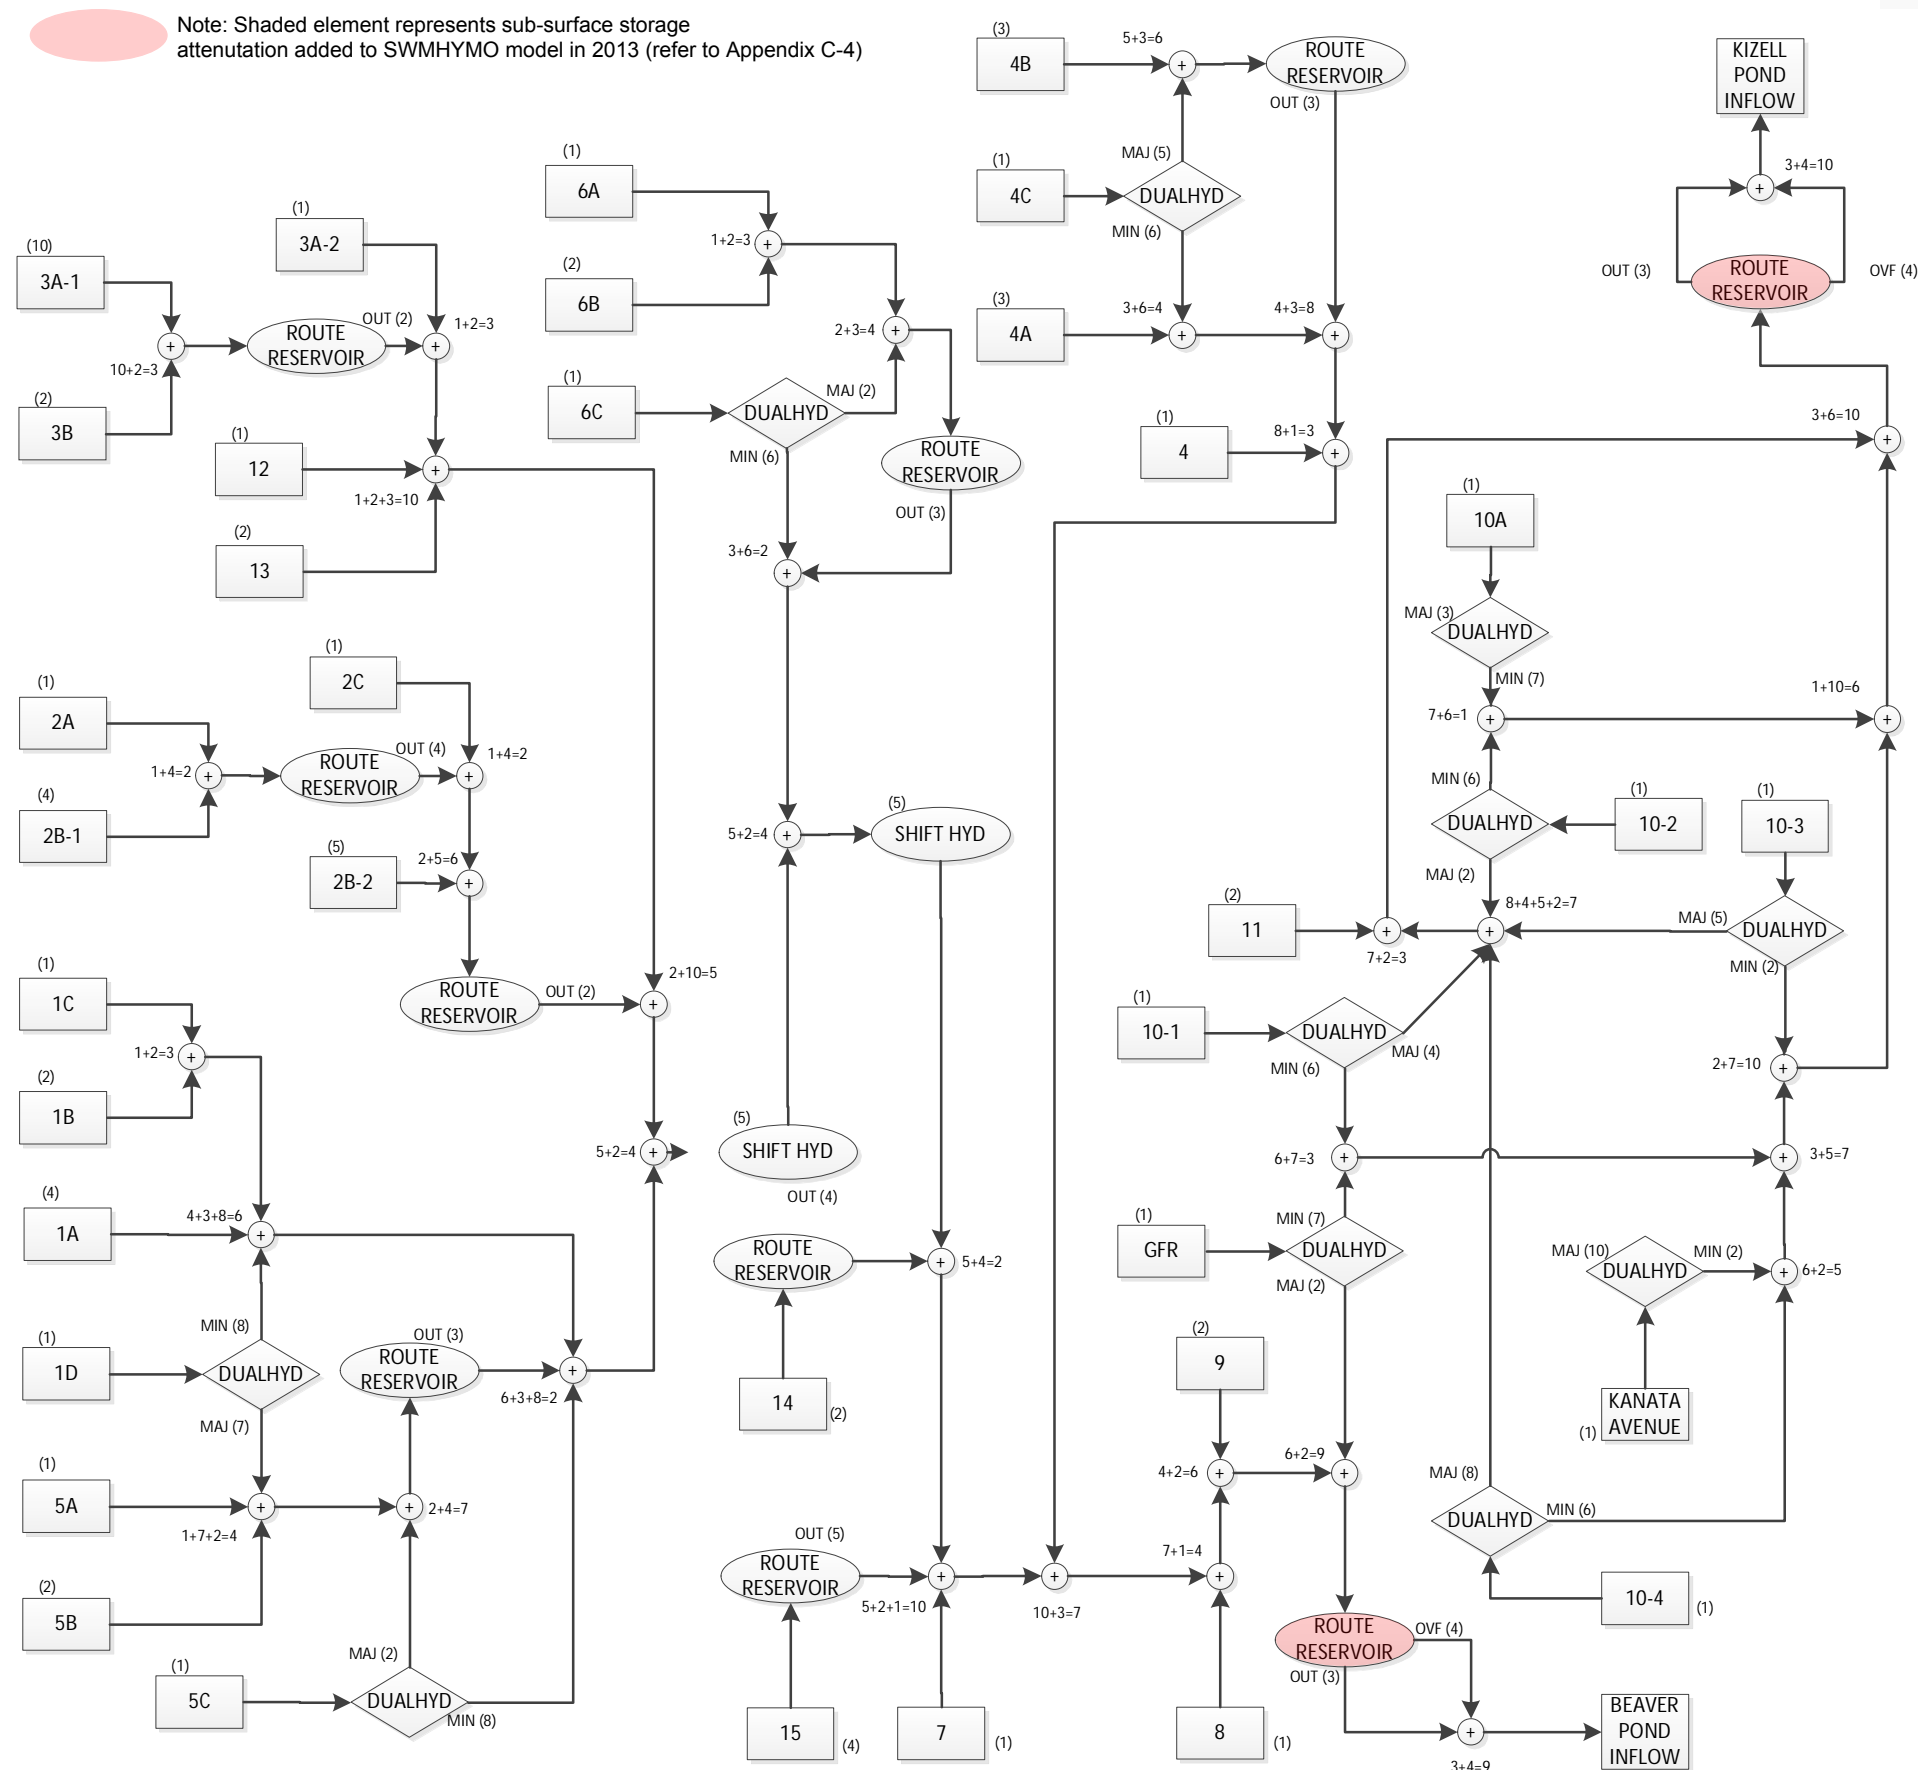 Note: Shaded element represents sub-surface storage
attenutation added to SWMHYMO model in 2013 (refer to Appendix C-4)
(10)
3A-1
(2)
3B
10+2=3
+
ROUTE
RESERVOIR
OUT (2)
(1)
3A-2
1+2=3
+
(1)
12
+
1+2+3=10
(2)
13
(1)
2A
(4)
2B-1
1+4=2
+
ROUTE
RESERVOIR
OUT (4)
(1)
2C
1+4=2
+
(5)
2B-2
2+5=6
+
ROUTE
RESERVOIR
OUT (2)
2+10=5
+
(1)
1C
(2)
1B
1+2=3
+
(4)
1A
4+3+8=6
+
5+2=4
+
(1)
1D
MIN (8)
DUALHYD
MAJ (7)
OUT (3)
ROUTE
RESERVOIR
6+3+8=2
+
(1)
5A
1+7+2=4
+
2+4=7
+
(2)
5B
(1)
5C
MAJ (2)
DUALHYD
MIN (8)
(1)
6A
(2)
6B
1+2=3
+
2+3=4
+
(1)
6C
DUALHYD
MAJ (2)
MIN (6)
ROUTE
RESERVOIR
OUT (3)
3+6=2
+
5+2=4
+
(5)
SHIFT HYD
(5)
SHIFT HYD
OUT (4)
ROUTE
RESERVOIR
+
5+4=2
14
(2)
OUT (5)
ROUTE
RESERVOIR
+
5+2+1=10
15
(4)
7
(1)
+
10+3=7
(3)
4B
5+3=6
+
ROUTE
RESERVOIR
OUT (3)
MAJ (5)
(1)
4C
DUALHYD
MIN (6)
(3)
4A
3+6=4
+
4+3=8
+
(1)
4
8+1=3
+
KIZELL
POND
INFLOW
3+4=10
+
OUT (3)
ROUTE
RESERVOIR
OVF (4)
3+6=10
+
(1)
10A
MAJ (3)
DUALHYD
MIN (7)
7+6=1
+
1+10=6
+
MIN (6)
DUALHYD
MAJ (2)
(1)
10-2
(1)
10-3
8+4+5+2=7
+
MAJ (5)
DUALHYD
MIN (2)
(2)
11
+
7+2=3
(1)
10-1
DUALHYD
MAJ (4)
MIN (6)
2+7=10
+
6+7=3
+
+
3+5=7
(1)
GFR
MIN (7)
DUALHYD
MAJ (2)
MAJ (10)
DUALHYD
MIN (2)
+
6+2=5
KANATA
AVENUE
(1)
(2)
9
4+2=6
+
6+2=9
+
7+1=4
+
8
(1)
MAJ (8)
DUALHYD
MIN (6)
10-4
(1)
ROUTE
RESERVOIR
OVF (4)
OUT (3)
+
3+4=9
BEAVER
POND
INFLOW